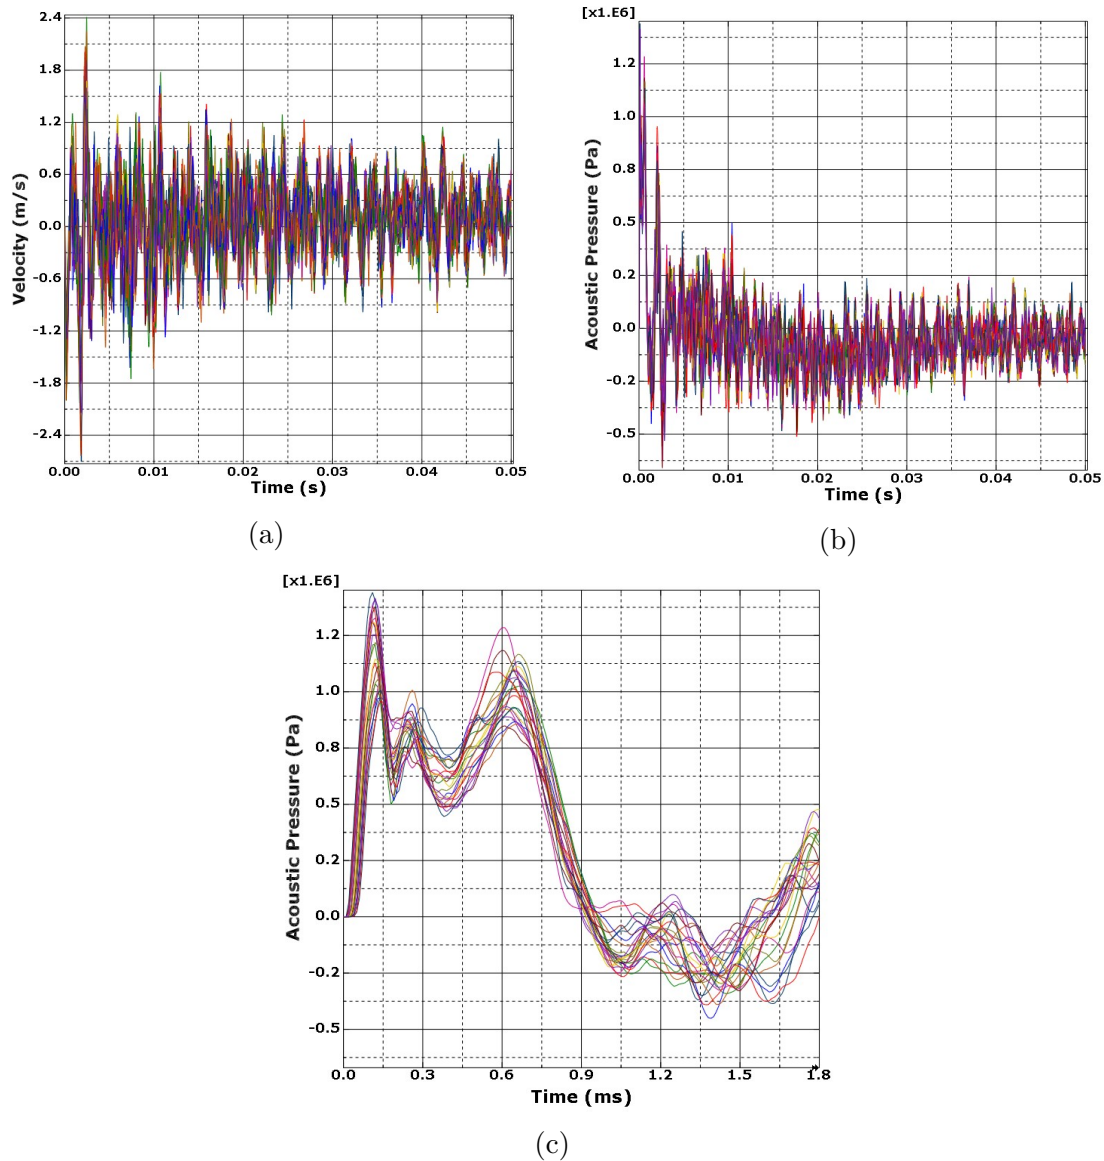 2.4
1.8
1.2
0.6
0.0
-0.6
-1.2
-1.8
-2.4
Velocity (m/s)
0.00 0.01 0.02 0.03 0.04 0.05
Time (s)
(a)
[x1.E6]
1.2
1.0
0.8
0.5
0.2
0.0
-0.2
-0.5
Acoustic Pressure (Pa)
0.00 0.01 0.02 0.03 0.04 0.05
Time (s)
(b)
[x1.E6]
1.2
1.0
0.8
0.5
0.2
0.0
-0.2
-0.5
Acoustic Pressure (Pa)
0.0 0.3 0.6 0.9 1.2 1.5 1.8
Time (ms)
(c)